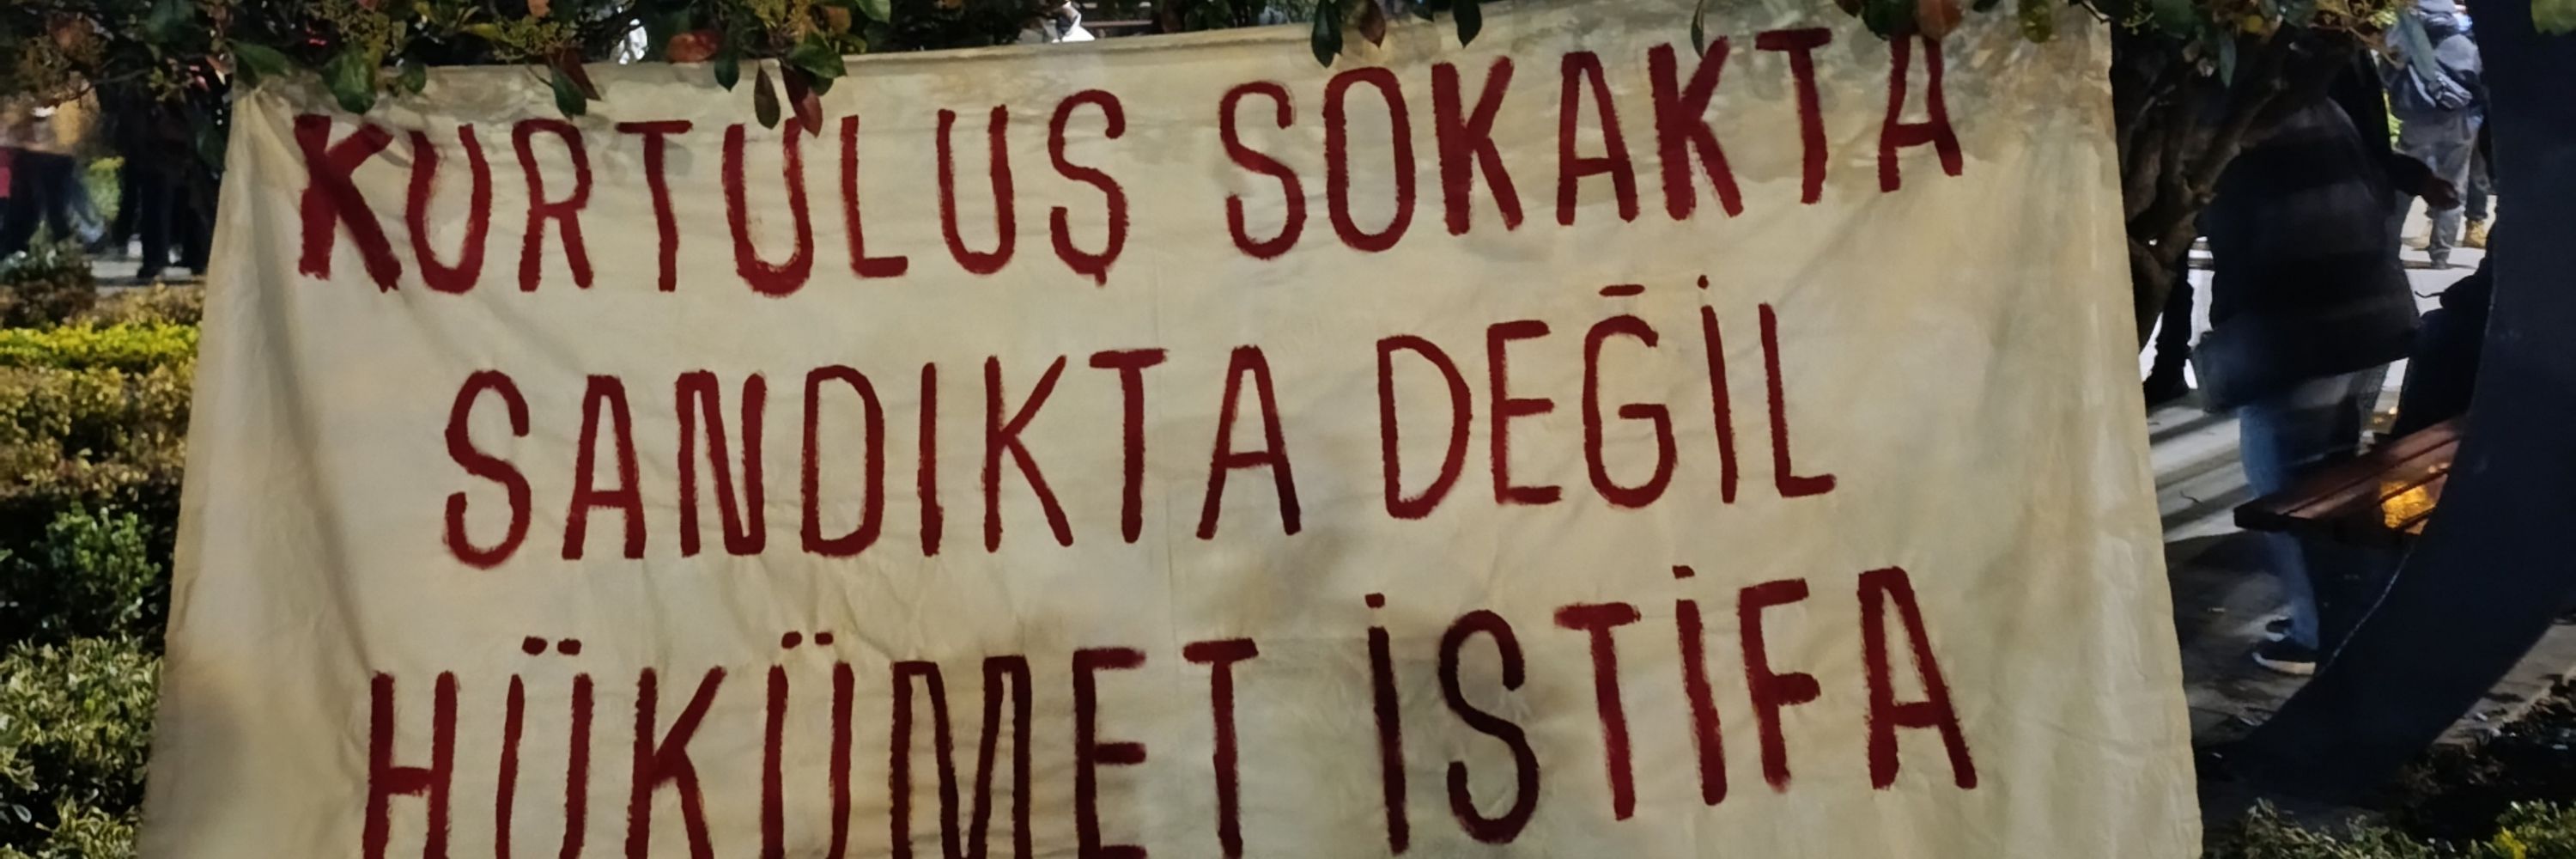 KURTULUŞ SOKAKTA
SANDIKTA DEĞİL
HÜKÜMET İSTİFA